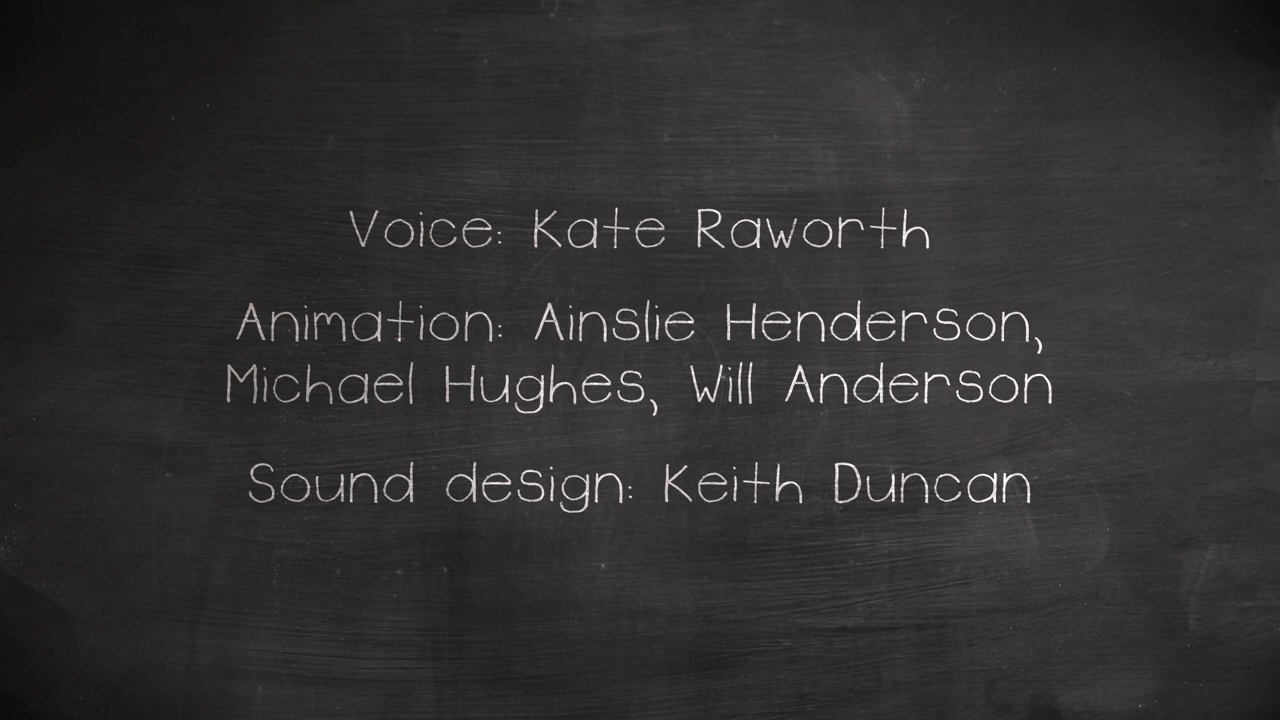 Voice: Kate Raworth
Animation: Ainslie Henderson,
Michael Hughes, Will Anderson
Sound design: Keith Duncan